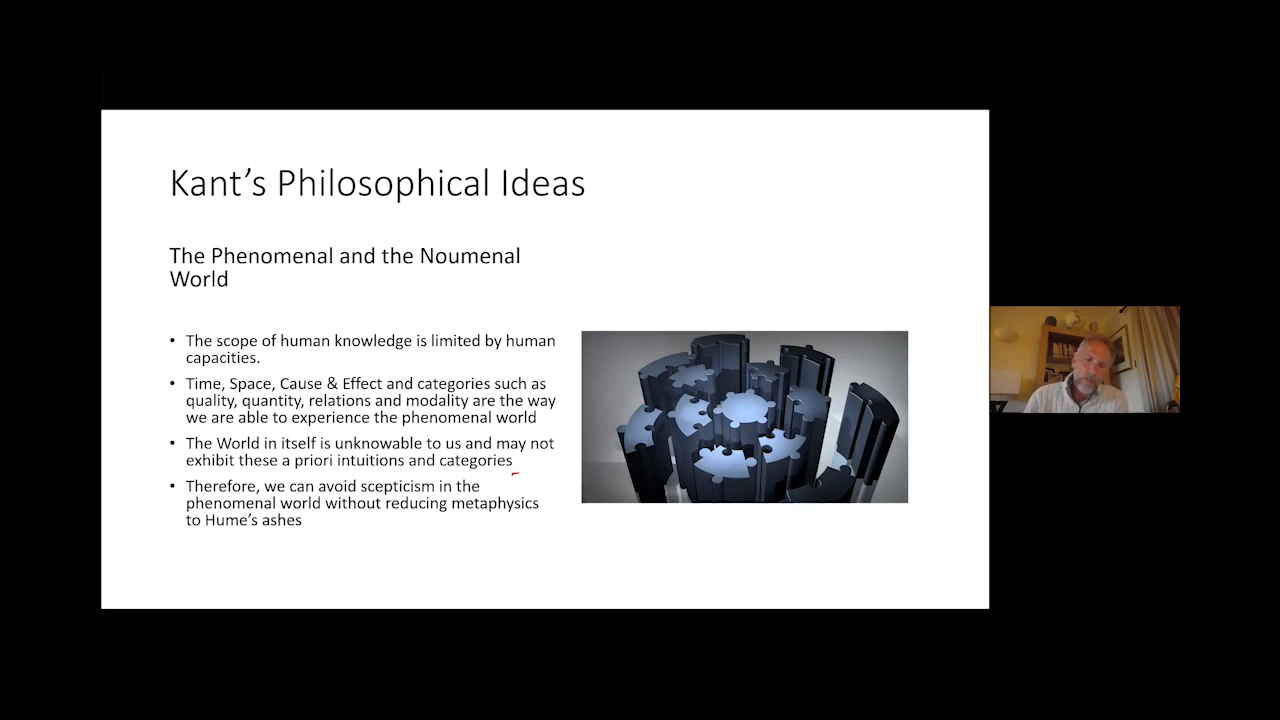 Kant’s Philosophical Ideas
The Phenomenal and the Noumenal
World
• The scope of human knowledge is limited by human
capacities.
• Time, Space, Cause & Effect and categories such as
quality, quantity, relations and modality are the way
we are able to experience the phenomenal world
• The World in itself is unknowable to us and may not
exhibit these a priori intuitions and categories
• Therefore, we can avoid scepticism in the
phenomenal world without reducing metaphysics
to Hume’s ashes